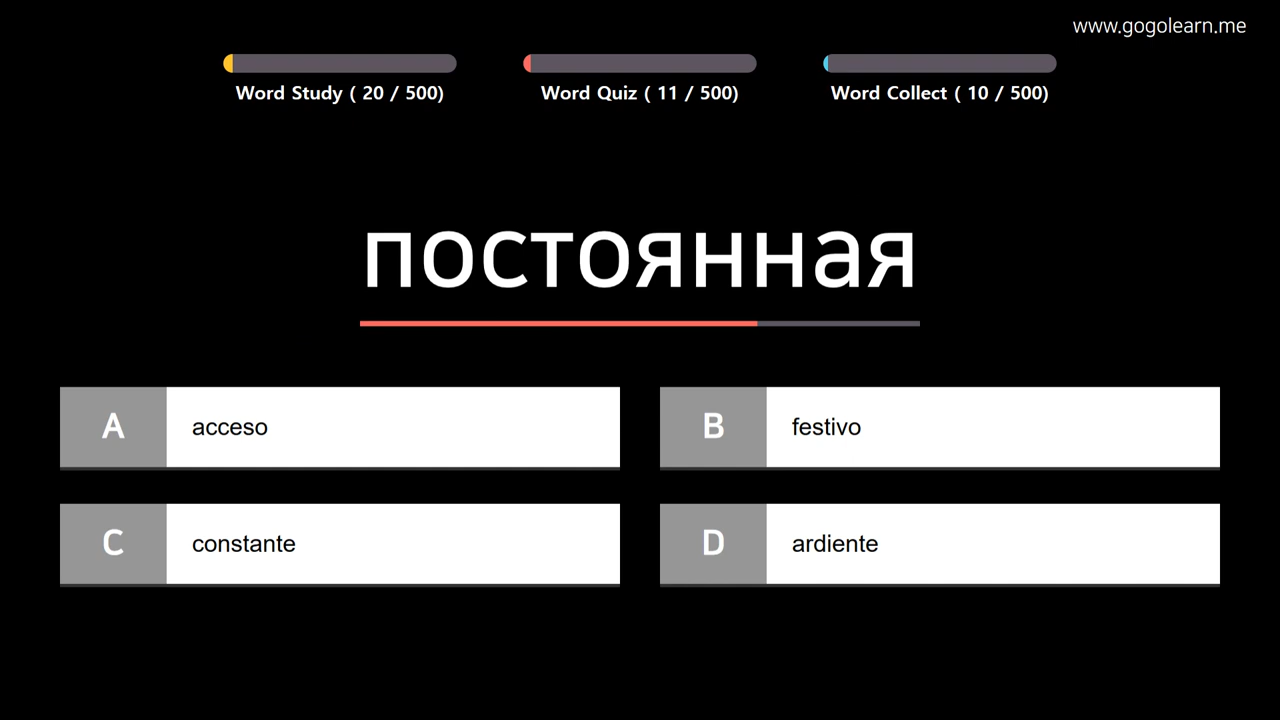 www.gogolearn.me
Word Study ( 20 / 500)
Word Quiz ( 11 / 500)
Word Collect ( 10 / 500)
постоянная
A acceso
B festivo
C constante
D ardiente